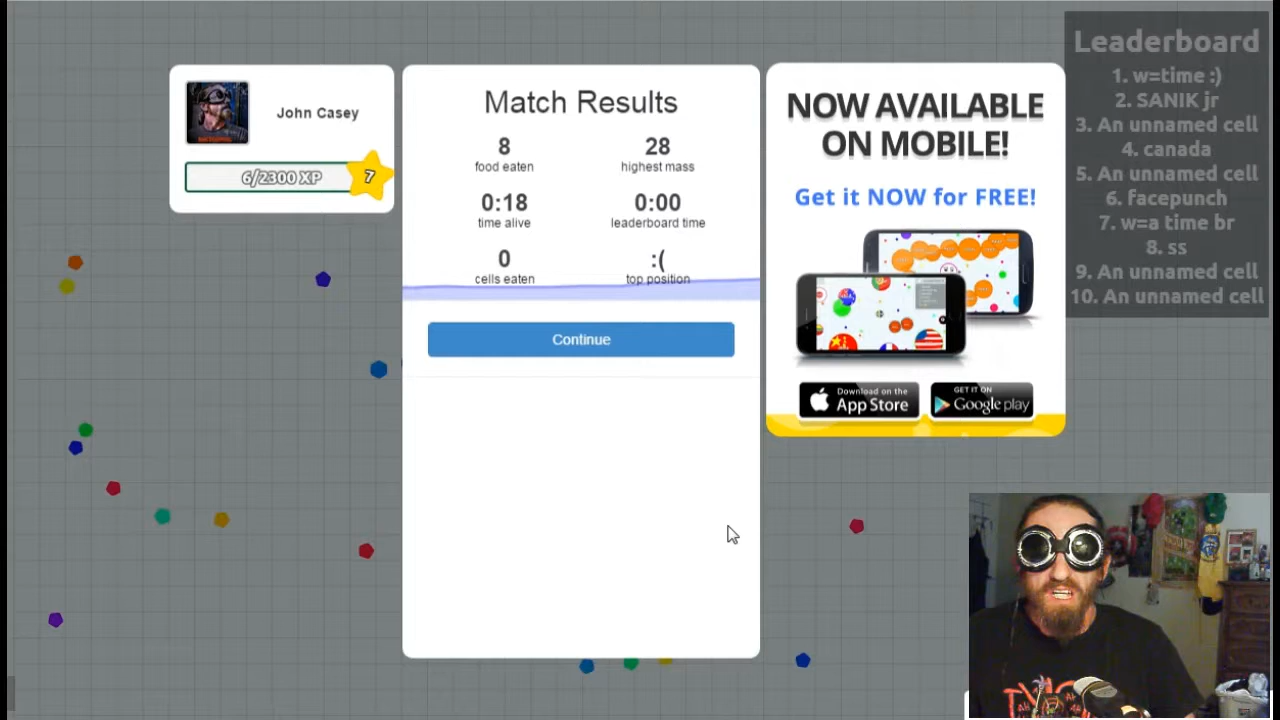 John Casey
6/2300 XP
7
Match Results
8
food eaten
28
highest mass
0:18
time alive
0:00
leaderboard time
0
cells eaten
:(
top position
Continue
NOW AVAILABLE
ON MOBILE!
Get it NOW for FREE!
Download on the
App Store
GET IT ON
Google play
Leaderboard
1. w=time :)
2. SANIK jr
3. An unnamed cell
4. canada
5. An unnamed cell
6. facepunch
7. w=a time br
8. ss
9. An unnamed cell
10. An unnamed cell